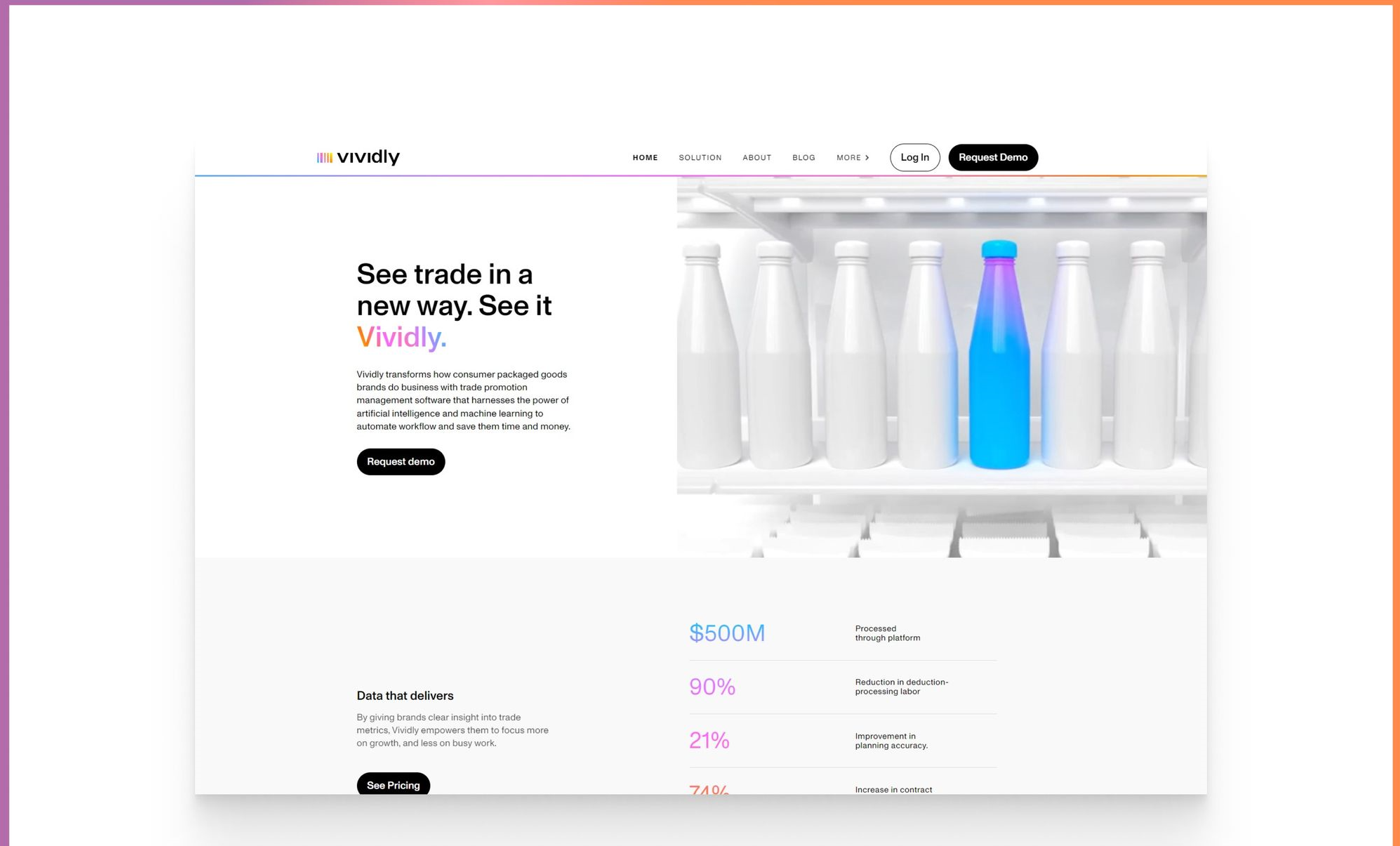 vividly
HOME SOLUTION ABOUT BLOG MORE Log In Request Demo
See trade in a
new way. See it
Vividly.
Vividly transforms how consumer packaged goods
brands do business with trade promotion
management software that harnesses the power of
artificial intelligence and machine learning to
automate workflow and save them time and money.
Request demo
Data that delivers
By giving brands clear insight into trade
metrics, Vividly empowers them to focus more
on growth, and less on busy work.
See Pricing
$500M
Processed
through platform
90%
Reduction in deduction-
processing labor
21%
Improvement in
planning accuracy.
74%
Increase in contract